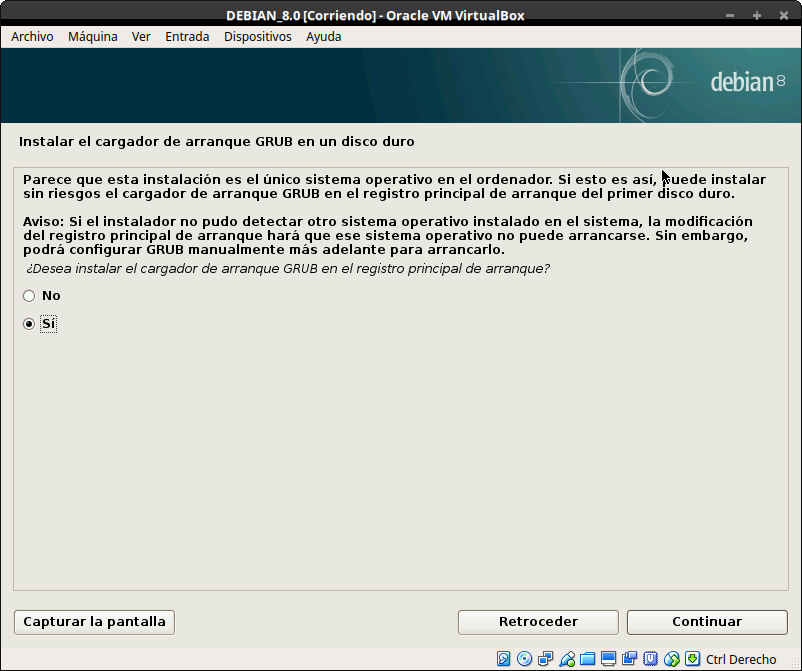 DEBIAN_8.0 [Corriendo] - Oracle VM VirtualBox
Archivo Máquina Ver Entrada Dispositivos Ayuda
debian 8
Instalar el cargador de arranque GRUB en un disco duro
Parece que esta instalación es el único sistema operativo en el ordenador. Si esto es así, puede instalar
sin riesgos el cargador de arranque GRUB en el registro principal de arranque del primer disco duro.
Aviso: Si el instalador no pudo detectar otro sistema operativo instalado en el sistema, la modificación
del registro principal de arranque hará que ese sistema operativo no puede arrancarse. Sin embargo,
podrá configurar GRUB manualmente más adelante para arrancarlo.
¿Desea instalar el cargador de arranque GRUB en el registro principal de arranque?
No
Sí
Capturar la pantalla Retroceder Continuar
Ctrl Derecho